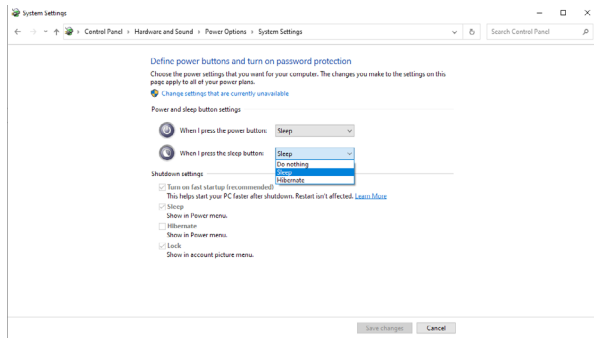 System Settings
Control Panel > Hardware and Sound > Power Options > System Settings
Search Control Panel
Define power buttons and turn on password protection
Choose the power settings that you want for your computer. The changes you make to the settings on this
page apply to all of your power plans.
Change settings that are currently unavailable
Power and sleep button settings
When I press the power button: Sleep
When I press the sleep button: Sleep
Do nothing
Sleep
Hibernate
Shutdown settings
Turn on fast startup (recommended)
This helps start your PC faster after shutdown. Restart isn't affected. Learn More
Sleep
Show in Power menu.
Hibernate
Show in Power menu.
Lock
Show in account picture menu.
Save changes Cancel